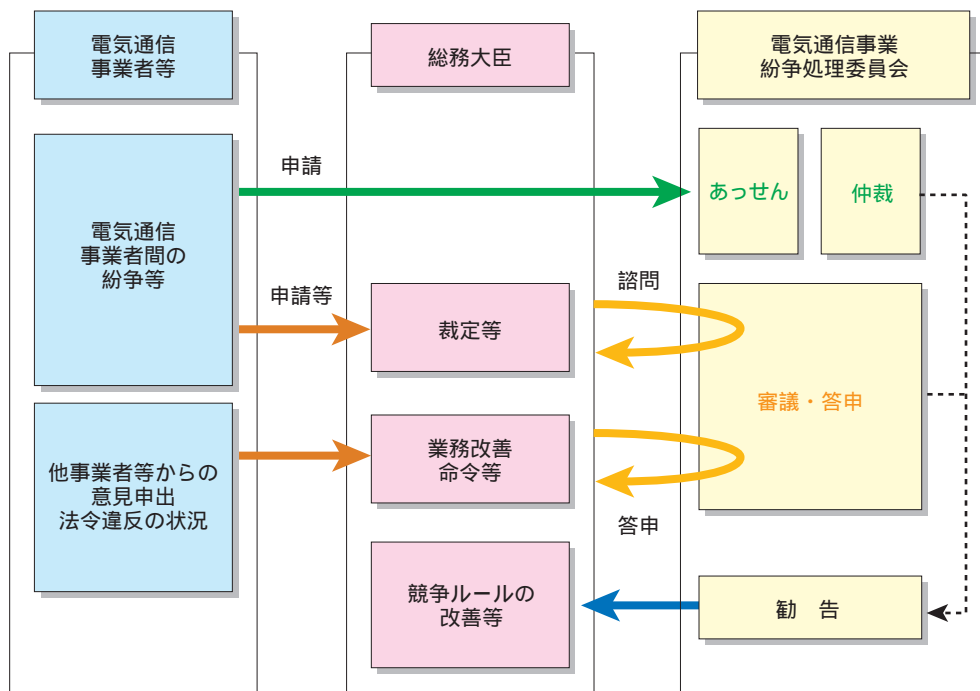 電気通信
事業者等
総務大臣
電気通信事業
紛争処理委員会
電気通信
事業者間の
紛争等
申請
あっせん
仲裁
申請等
裁定等
諮問
審議・答申
他事業者等からの
意見申出
法令違反の状況
業務改善
命令等
答申
競争ルールの
改善等
勧　告